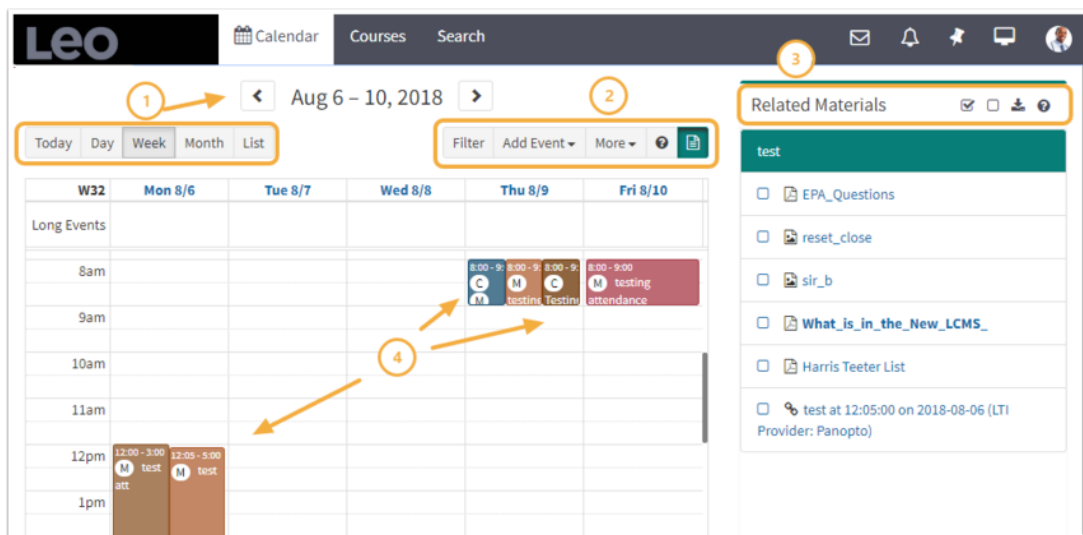 Leo
Calendar
Courses
Search
3
1
Aug 6 – 10, 2018
2
Related Materials
Today Day Week Month List
Filter Add Event More
test
W32 Mon 8/6 Tue 8/7 Wed 8/8 Thu 8/9 Fri 8/10
EPA_Questions
Long Events
reset_close
8am
8:00 - 9: 8:00 - 9: 8:00 - 9: 8:00 - 9:00
C M C M testing
M testing Testing attendance
sir_b
9am
What_is_in_the_New_LCMS_
4
10am
Harris Teeter List
11am
test at 12:05:00 on 2018-08-06 (LTI
Provider: Panopto)
12pm
12:00 - 3:00 12:05 - 5:00
M test M test
att
1pm